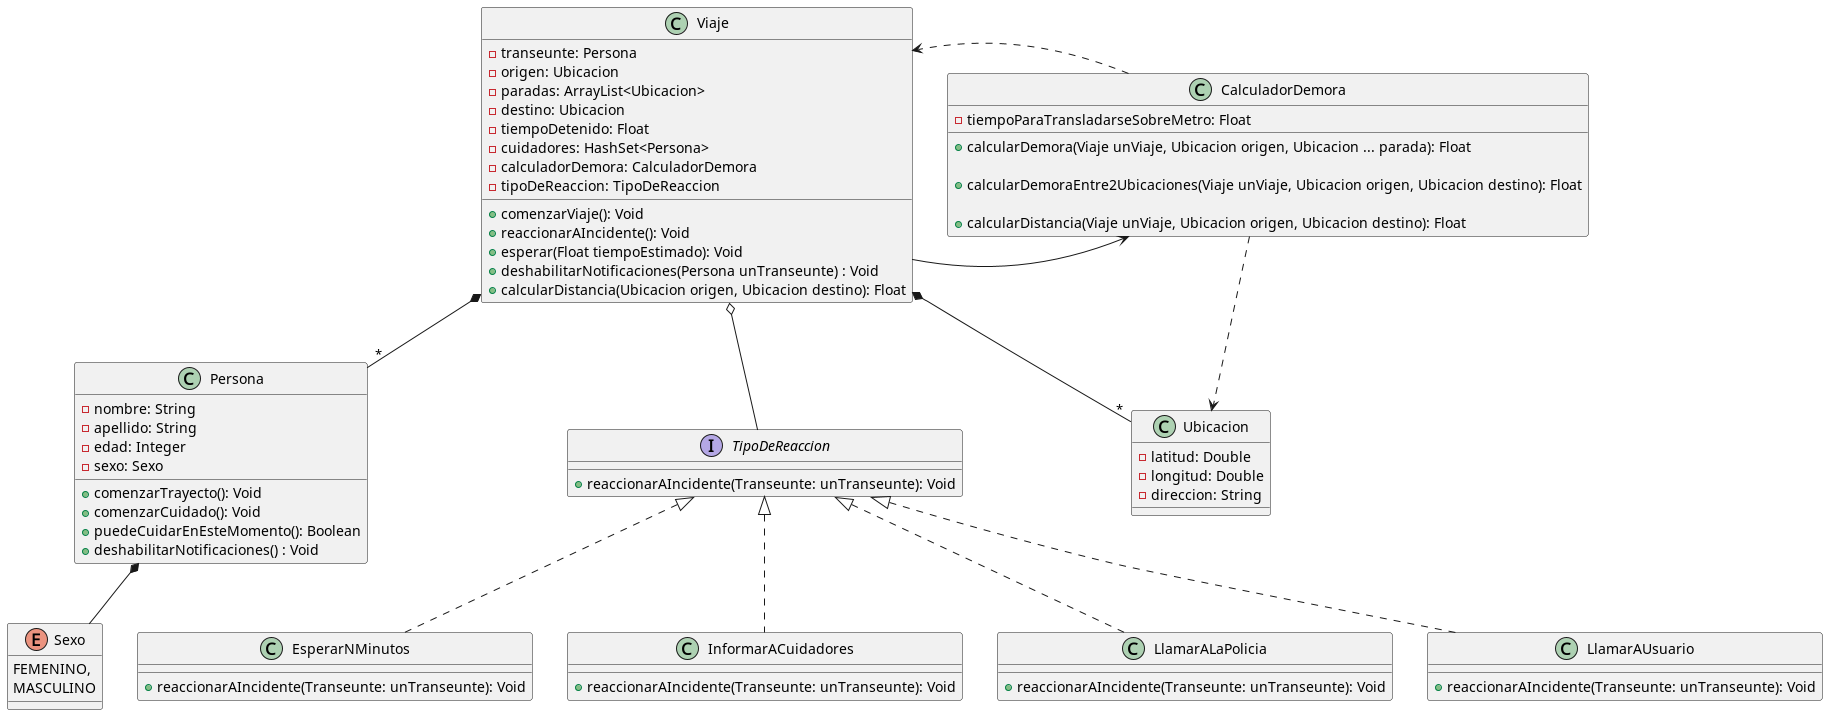 Viaje
transeunte: Persona
origen: Ubicacion
paradas: ArrayList<Ubicacion>
destino: Ubicacion
tiempoDetenido: Float
cuidadores: HashSet<Persona>
calculadorDemora: CalculadorDemora
tipoDeReaccion: TipoDeReaccion
comenzarViaje(): Void
reaccionarAIncidente(): Void
esperar(Float tiempoEstimado): Void
deshabilitarNotificaciones(Persona unTranseunte) : Void
calcularDistancia(Ubicacion origen, Ubicacion destino): Float
CalculadorDemora
tiempoParaTransladarseSobreMetro: Float
calcularDemora(Viaje unViaje, Ubicacion origen, Ubicacion ... parada): Float
calcularDemoraEntre2Ubicaciones(Viaje unViaje, Ubicacion origen, Ubicacion destino): Float
calcularDistancia(Viaje unViaje, Ubicacion origen, Ubicacion destino): Float
*
Persona
nombre: String
apellido: String
edad: Integer
sexo: Sexo
comenzarTrayecto(): Void
comenzarCuidado(): Void
puedeCuidarEnEsteMomento(): Boolean
deshabilitarNotificaciones() : Void
TipoDeReaccion
reaccionarAIncidente(Transeunte: unTranseunte): Void
*
Ubicacion
latitud: Double
longitud: Double
direccion: String
Sexo
FEMENINO,
MASCULINO
EsperarNMinutos
reaccionarAIncidente(Transeunte: unTranseunte): Void
InformarACuidadores
reaccionarAIncidente(Transeunte: unTranseunte): Void
LlamarALaPolicia
reaccionarAIncidente(Transeunte: unTranseunte): Void
LlamarAUsuario
reaccionarAIncidente(Transeunte: unTranseunte): Void